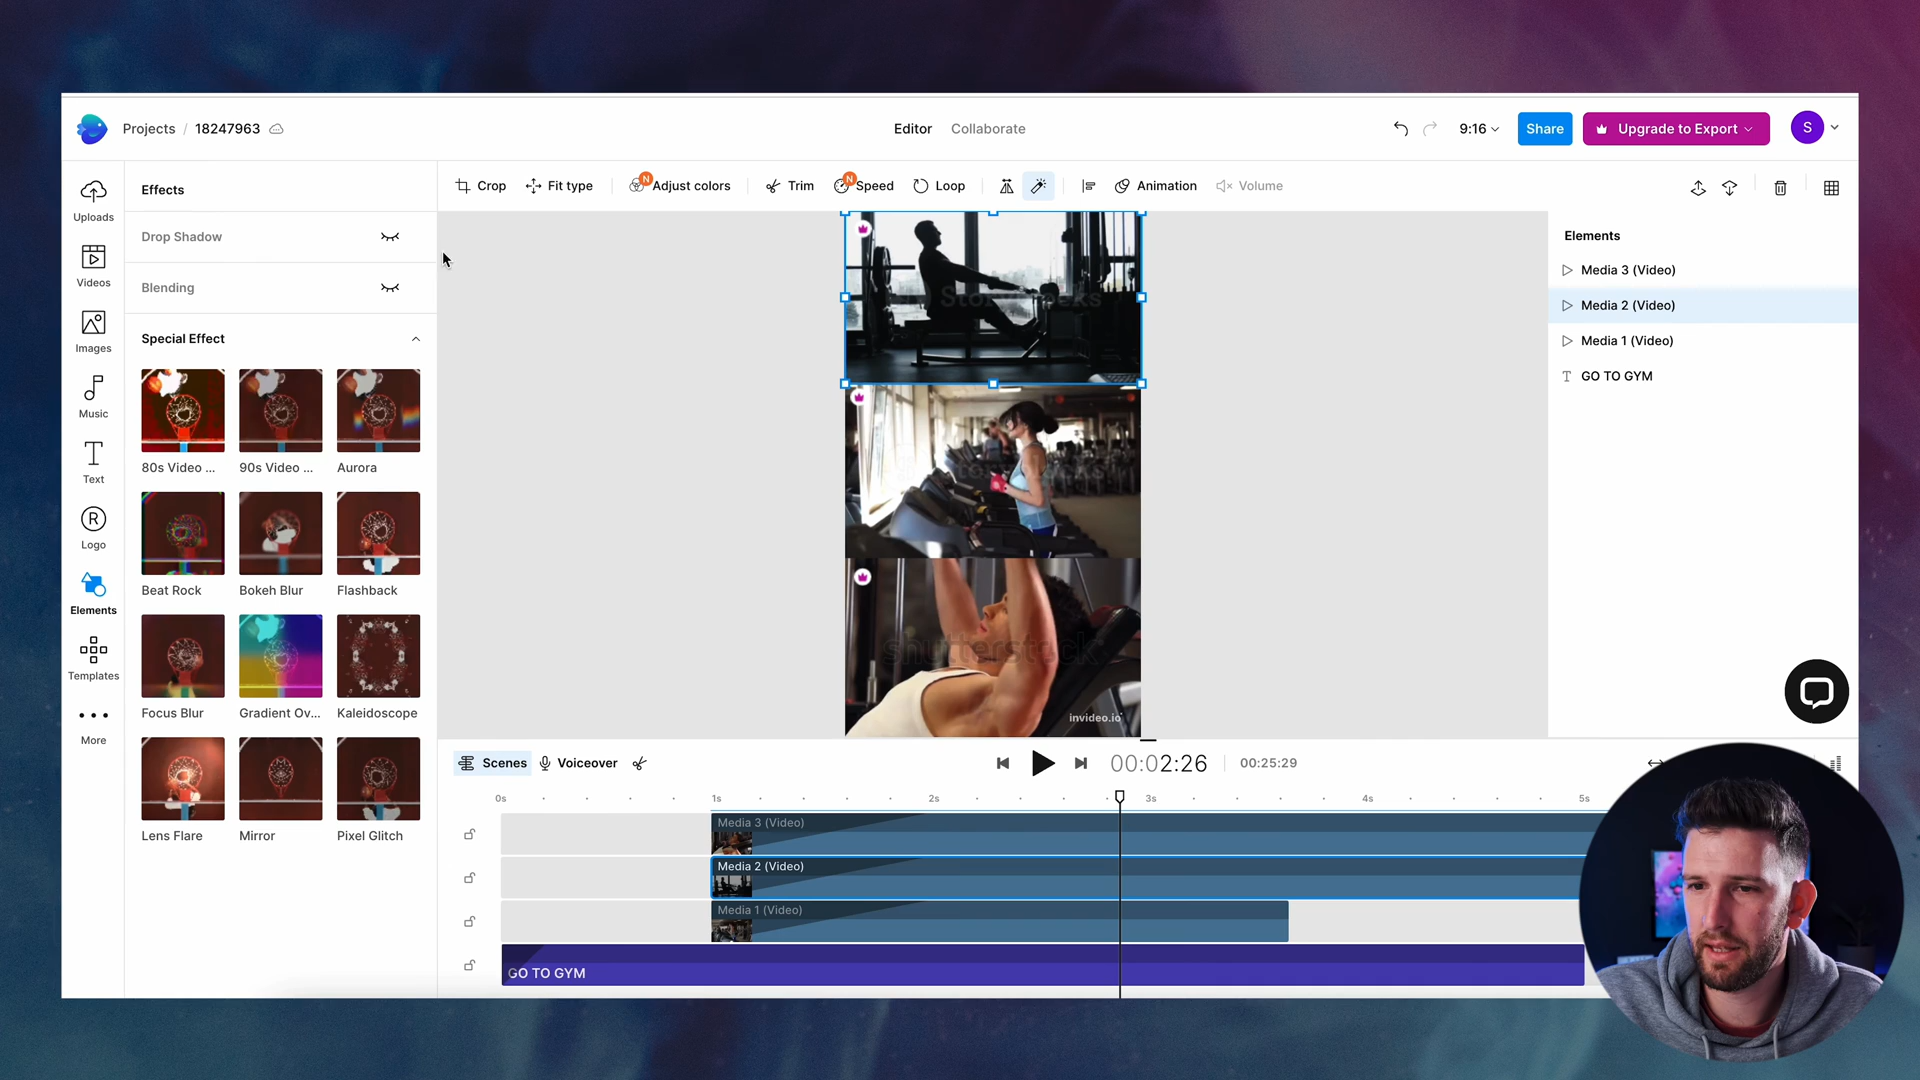 Projects / 18247963
Editor
Collaborate
9:16
Share
Upgrade to Export
S
Uploads
Videos
Images
Music
Text
R
Logo
Elements
Templates
More
Effects
Drop Shadow
Blending
Special Effect
80s Video ...
90s Video ...
Aurora
Beat Rock
Bokeh Blur
Flashback
Focus Blur
Gradient Ov...
Kaleidoscope
Lens Flare
Mirror
Pixel Glitch
Crop
Fit type
N
Adjust colors
Trim
N
Speed
Loop
Animation
Volume
shutterstock
invideo.io
Elements
Media 3 (Video)
Media 2 (Video)
Media 1 (Video)
T GO TO GYM
Scenes
Voiceover
00:02:26
00:25:29
0s
1s
2s
3s
4s
5s
Media 3 (Video)
Media 2 (Video)
Media 1 (Video)
GO TO GYM